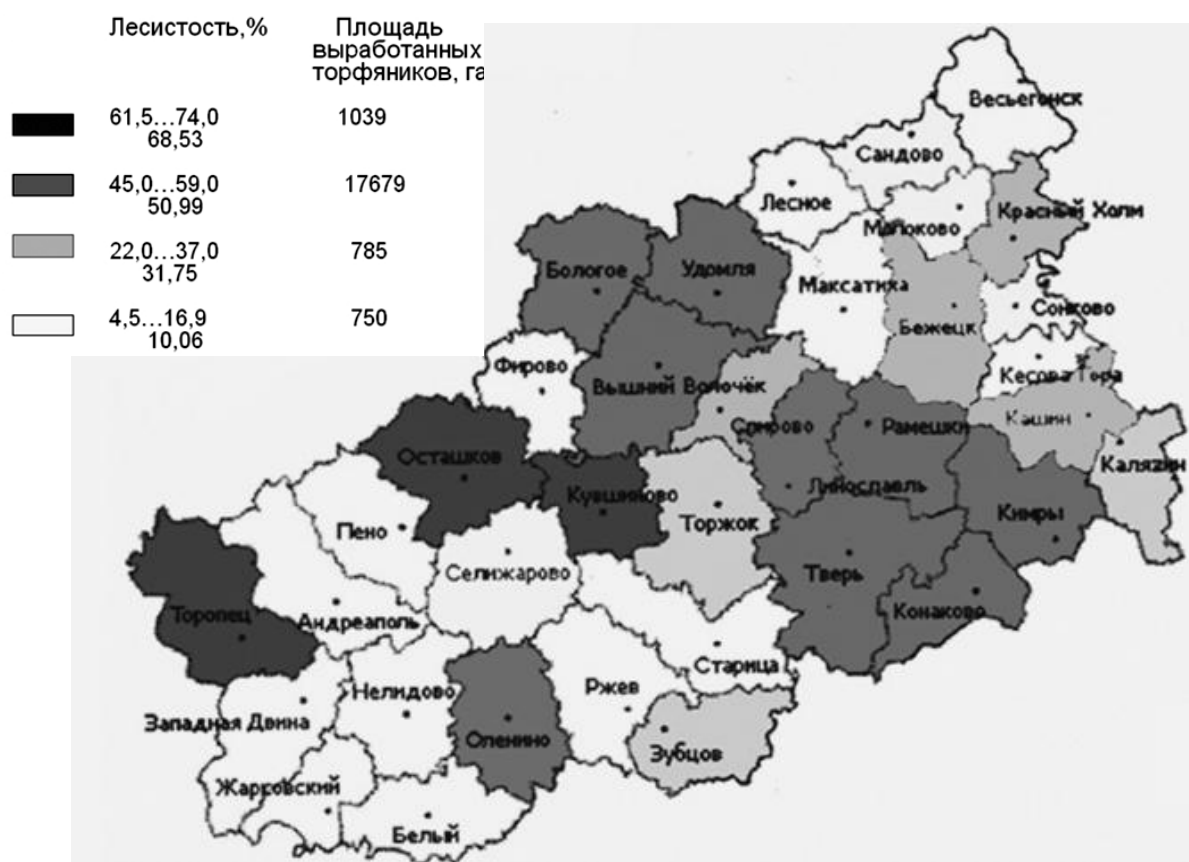 Лесистость,%
Площадь
выработанных
торфяников, га
61,5...74,0
1039
68,53
45,0...59,0
17679
50,99
22,0...37,0
785
31,75
4,5...16,9
750
10,06
Весьегонск
Сандово
Лесное
Молоково
Красный Холм
Бологое
Удомля
Максатиха
Сонково
Бежецк
Фирово
Вышний Волочёк
Кесова Гора
Кашин
Спирово
Рамешки
Осташков
Калязин
Кувшиново
Лихославль
Торжок
Кимры
Пено
Селижарово
Тверь
Конаково
Торопец
Андреаполь
Старица
Нелидово
Ржев
Западная Двина
Оленино
Зубцов
Жарковский
Белый